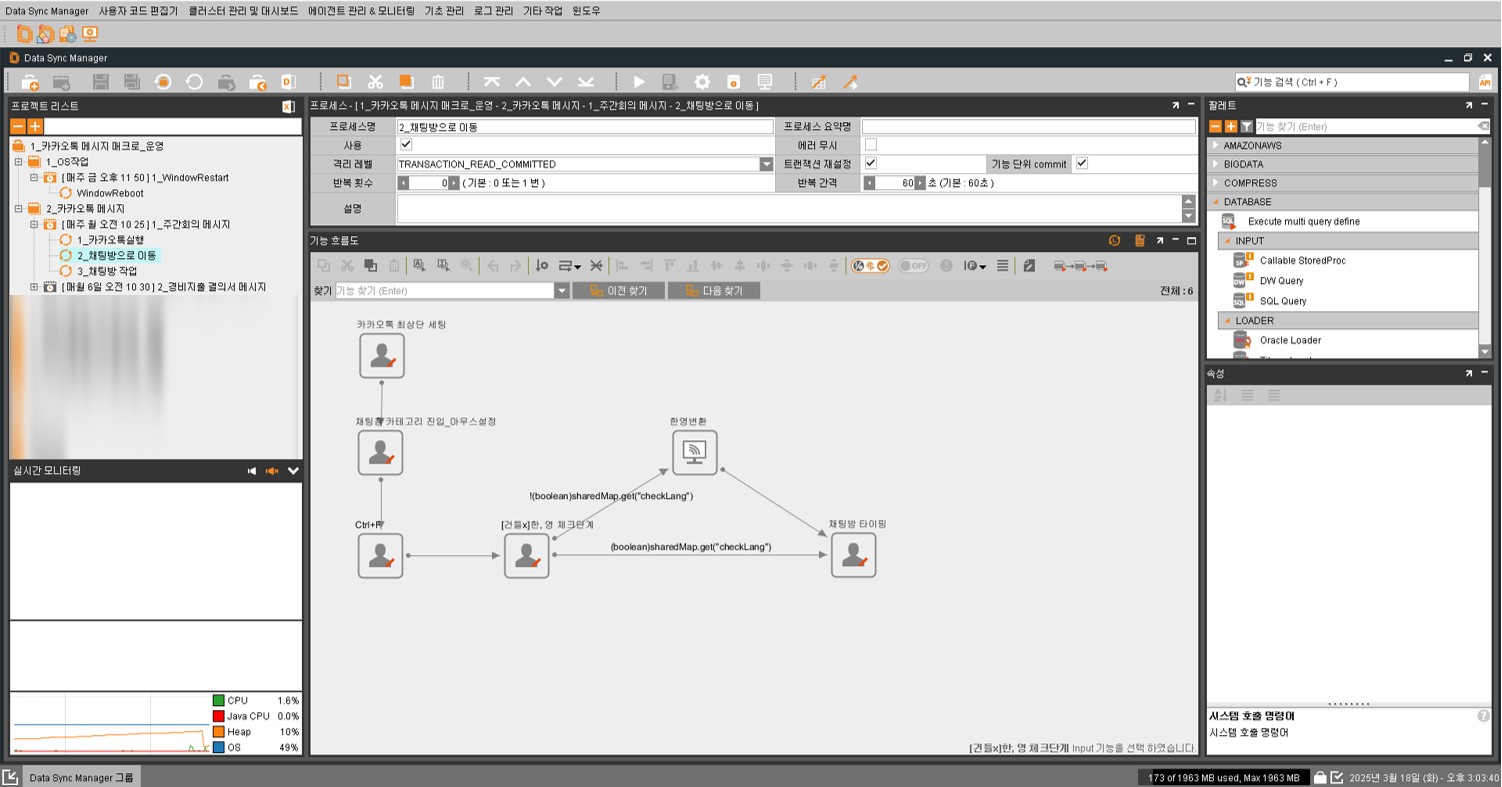 Data Sync Manager 사용자 코드 편집기 클러스터 관리 및 대시보드 에이전트 관리 & 모니터링 기초 관리 로그 관리 기타 작업 윈도우
Data Sync Manager
기능 검색 ( Ctrl + F )
API
프로젝트 리스트
1_카카오톡 메시지 매크로_운영
1_OS작업
[ 매주 금 오후 11 50 ] 1_WindowRestart
WindowReboot
2_카카오톡 메시지
[ 매주 월 오전 10 25 ] 1_주간회의 메시지
1_카카오톡실행
2_채팅방으로 이동
3_채팅방 작업
[ 매월 6일 오전 10 30 ] 2_경비지출 결의서 메시지
실시간 모니터링
CPU 1.6%
Java CPU 0.0%
Heap 10%
OS 49%
프로세스 - [ 1_카카오톡 메시지 매크로_운영 - 2_카카오톡 메시지 - 1_주간회의 메시지 - 2_채팅방으로 이동 ]
프로세스명 2_채팅방으로 이동 프로세스 요약명
사용 에러 무시
격리 레벨 TRANSACTION_READ_COMMITTED 트랜잭션 재설정 기능 단위 commit
반복 횟수 0 ( 기본 : 0 또는 1 번 ) 반복 간격 60 초 (기본 : 60초 )
설명
기능 흐름도
OFF
찾기 기능 찾기 (Enter) 이전 찾기 다음 찾기 전체 : 6
카카오톡 최상단 세팅
채팅창 카테고리 진입_마우스설정
한영변환
!(boolean)sharedMap.get("checkLang")
Ctrl+F
[건들x]한, 영 체크단계
채팅방 타이핑
(boolean)sharedMap.get("checkLang")
[건들x]한, 영 체크단계 Input 기능을 선택 하였습니다.
팔레트
기능 찾기 (Enter)
AMAZONAWS
BIGDATA
COMPRESS
DATABASE
Execute multi query define
INPUT
Callable StoredProc
DW Query
SQL Query
LOADER
Oracle Loader
속성
시스템 호출 명령어
시스템 호출 명령어
Data Sync Manager 그룹
173 of 1963 MB used, Max 1963 MB
2025년 3월 18일 (화) - 오후 3:03:40